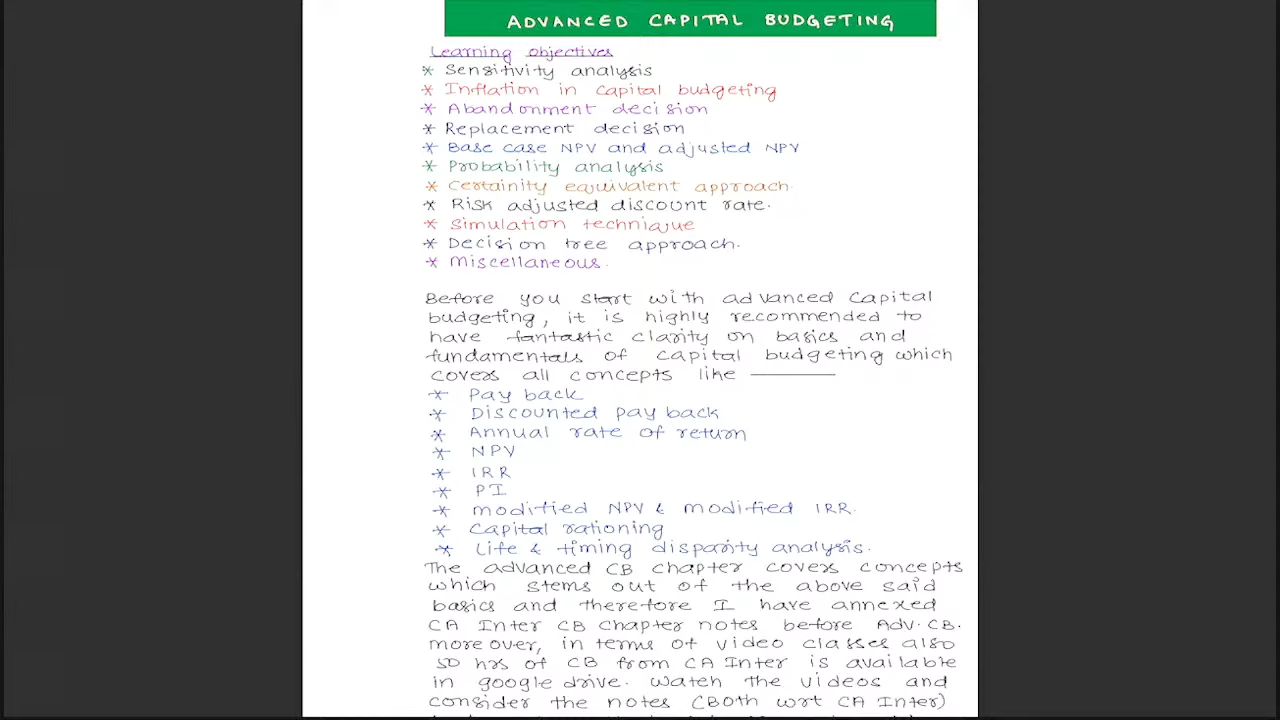 ADVANCED CAPITAL BUDGETING
Learning objectives
* Sensitivity analysis
* Inflation in capital budgeting
* Abandonment decision
* Replacement decision
* Base case NPV and adjusted NPV
* Probability analysis
* Certainity equivalent approach.
* Risk adjusted discount rate.
* Simulation technique
* Decision tree approach.
* Miscellaneous.
Before you start with advanced capital
budgeting, it is highly recommended to
have fantastic clarity on basics and
fundamentals of capital budgeting which
covers all concepts like ———
* Pay back
* Discounted pay back
* Annual rate of return
* NPV
* IRR
* PI
* modified NPV & modified IRR.
* Capital rationing
* Life & timing disparity analysis.
The advanced CB chapter covers concepts
which stems out of the above said
basics and therefore I have annexed
CA Inter CB chapter notes before Adv. CB.
moreover, in terms of video classes also
50 hrs of CB from CA Inter is available
in google drive. Watch the videos and
consider the notes (Both wrt CA Inter)